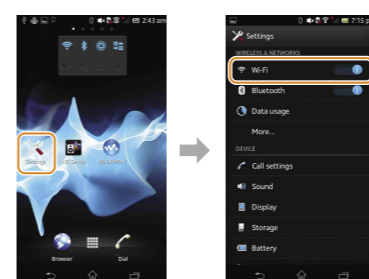 2:43 am
Settings
Browser
Dial
7:15 p
Settings
WIRELESS & NETWORKS
Wi-Fi
Bluetooth
Data usage
More...
DEVICE
Call settings
Sound
Display
Storage
Battery